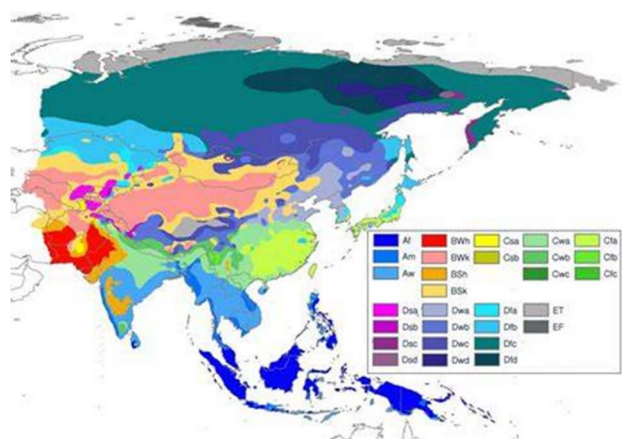 Af BWh Csa Cwa Cfa
Am BWk Csb Cwb Cfb
Aw BSh Cwc Cfc
BSk
Dsa Dwa Dfa ET
Dsb Dwb Dfb EF
Dsc Dwc Dfc
Dsd Dwd Dfd